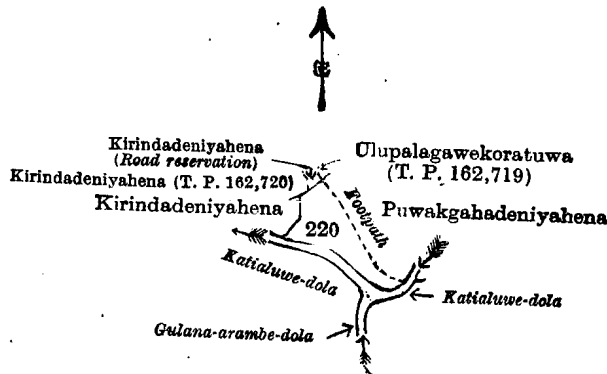 Kirindadeniyahena
(Road reservation)
Ulupalagawekoratuwa
(T. P. 162,719)
Kirindadeniyahena (T. P. 162,720)
Kirindadeniyahena
Footpath
Puwakgahadeniyahena
220
Katialuwe-dola
Katialuwe-dola
Gulana-arambe-dola